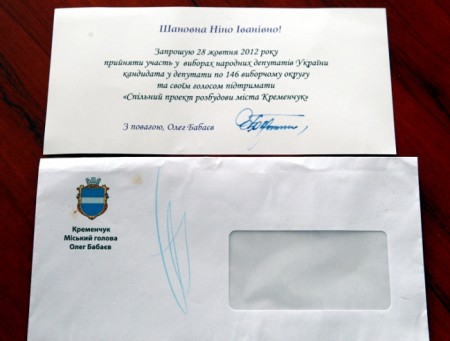 Шановна Ніно Іванівно!
Запрошую 28 жовтня 2012 року
прийняти участь у виборах народних депутатів України
кандидата у депутати по 146 виборчому округу
та своїм голосом підтримати
«Спільний проект розбудови міста Кременчук»
З повагою, Олег Бабаєв
Кременчук
Міський голова
Олег Бабаєв